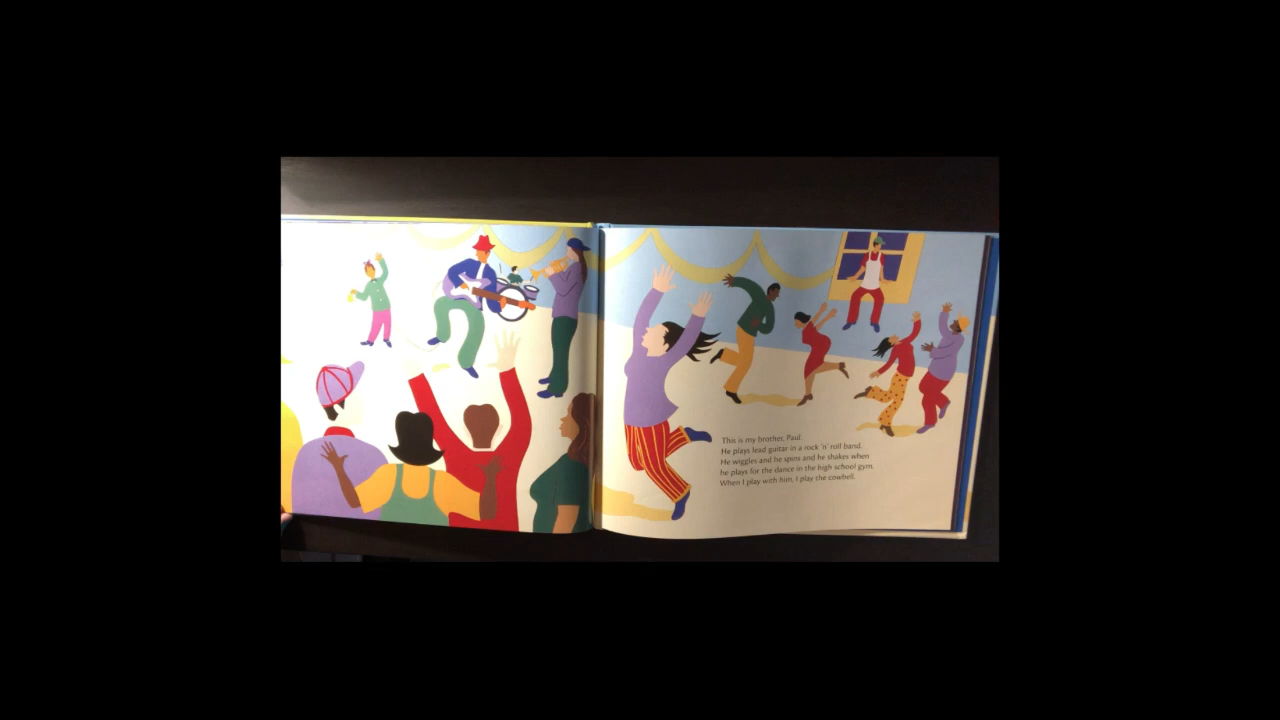 This is my brother, Paul.
He plays lead guitar in a rock 'n' roll band.
He wiggles and he spins and he shakes when
he plays for the dance in the high school gym.
When I play with him, I play the cowbell.